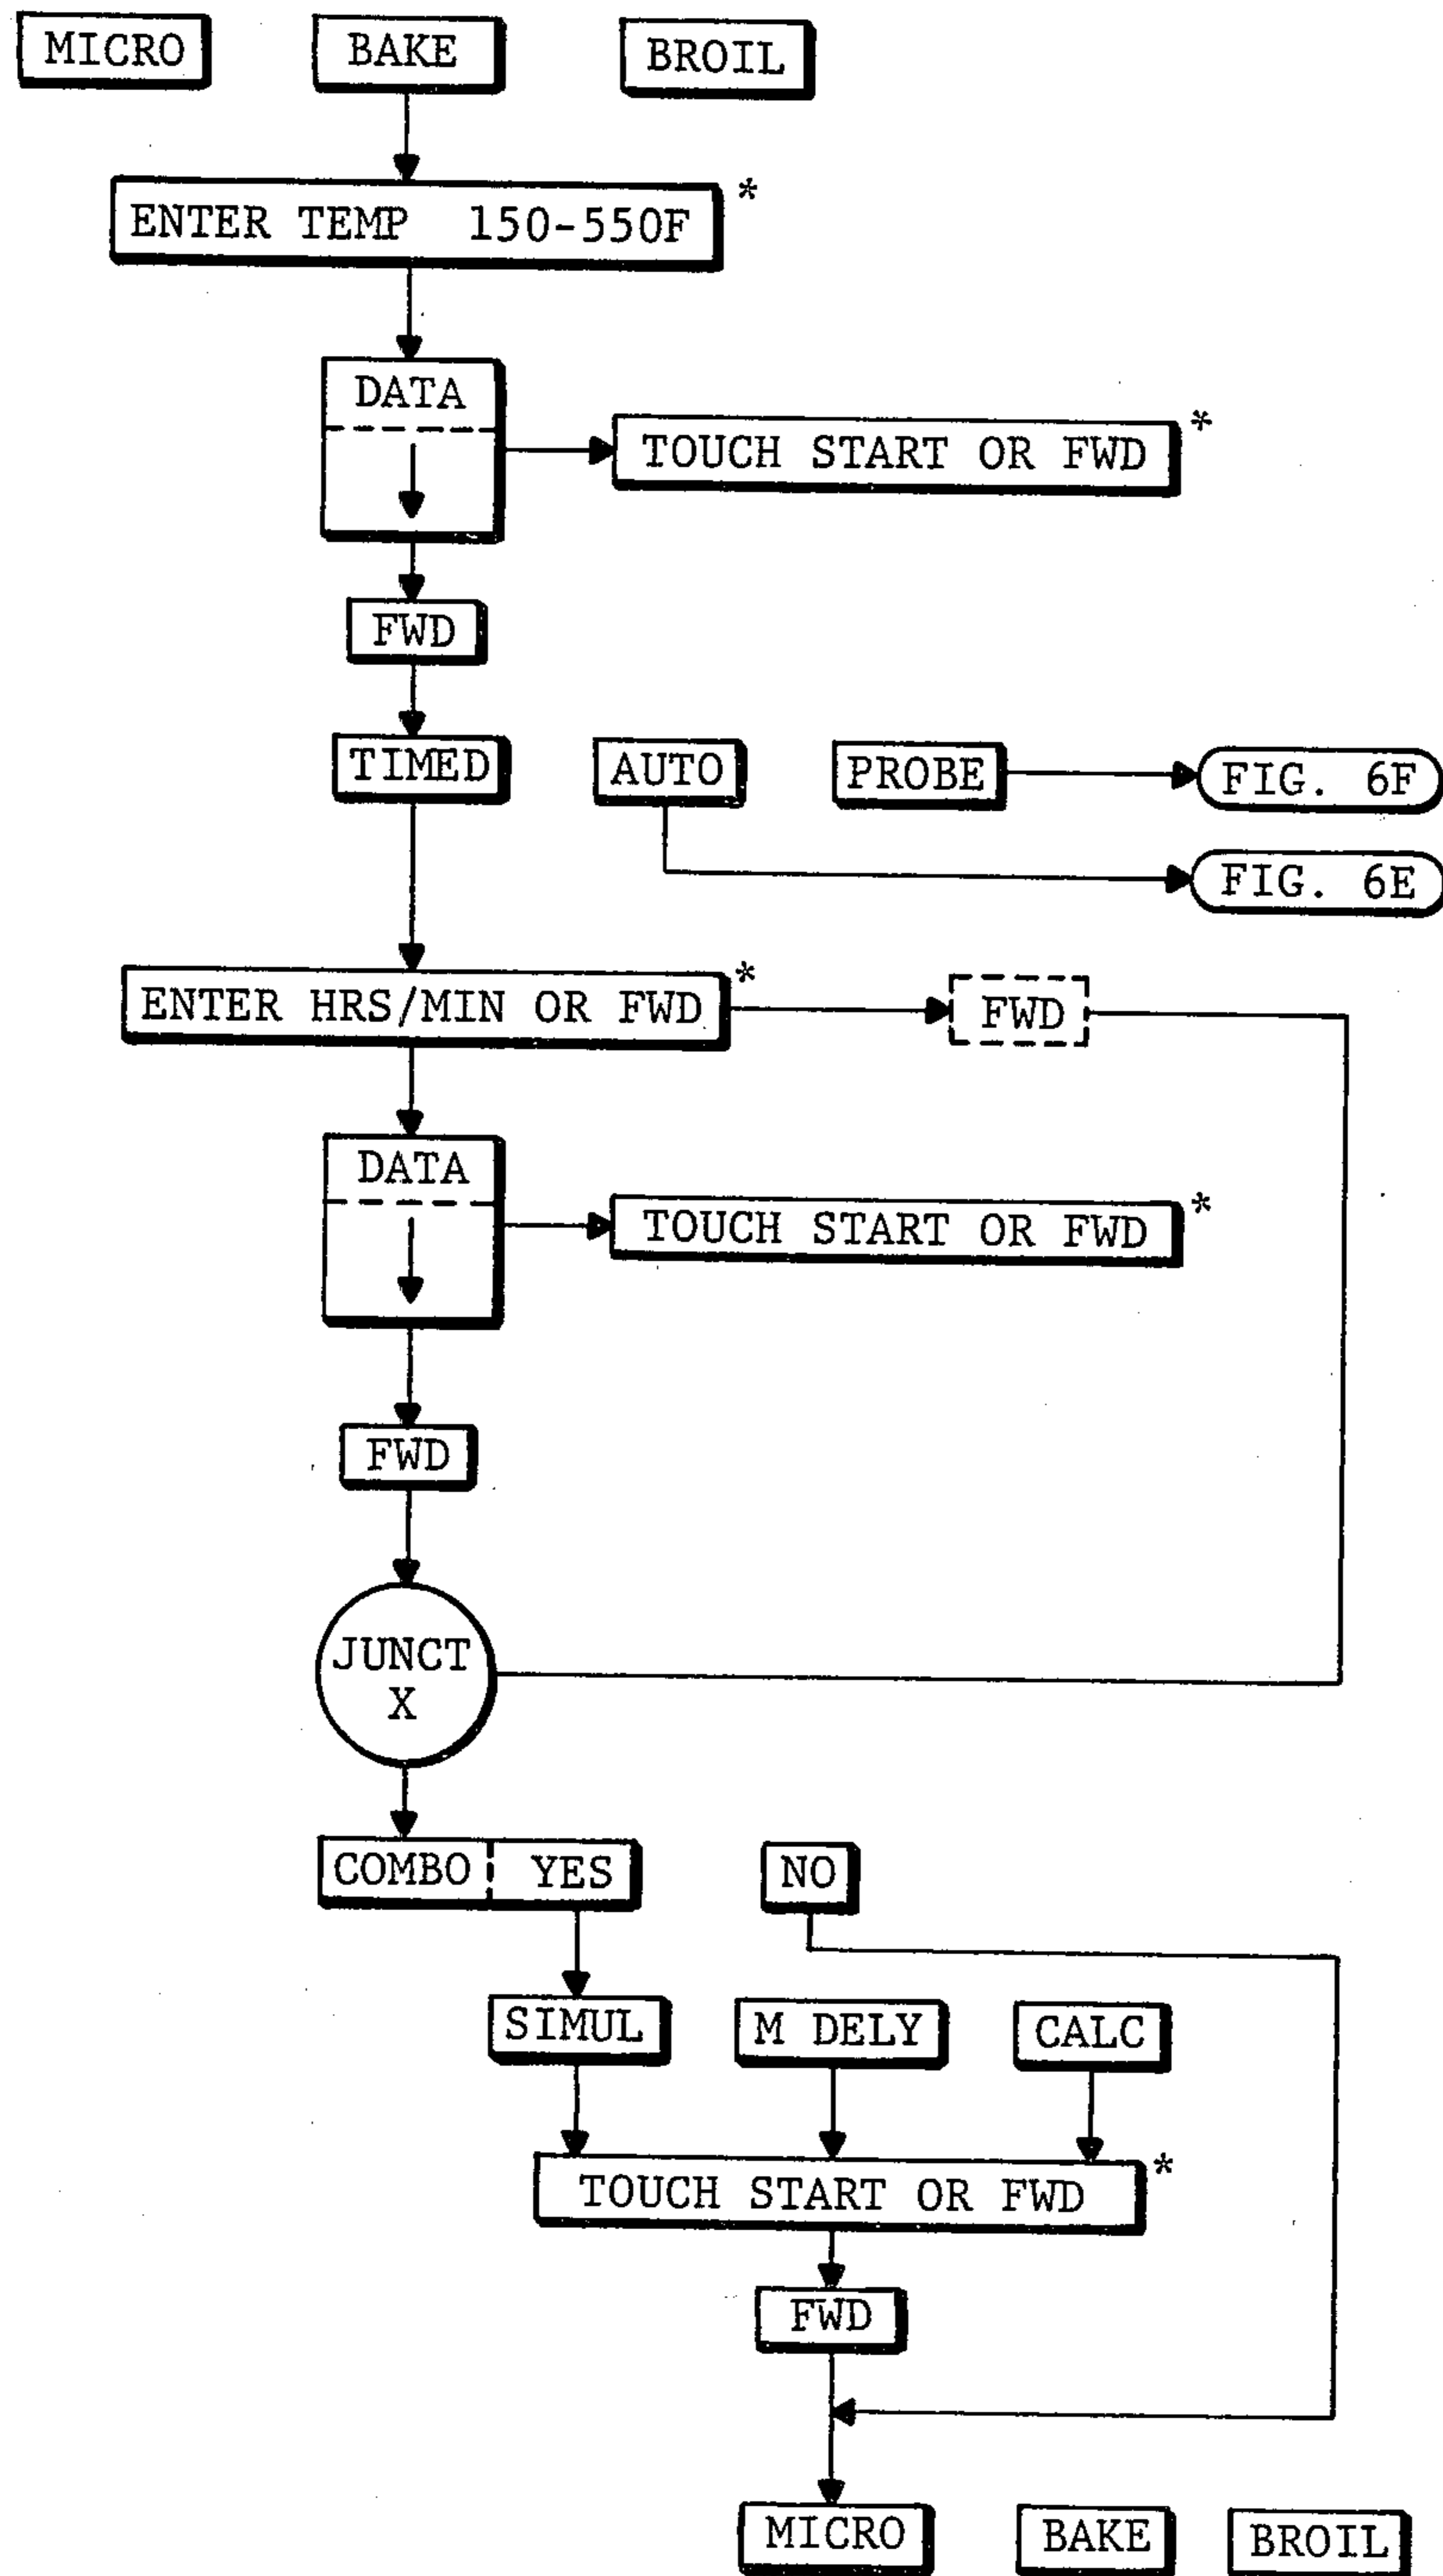 MICRO BAKE BROIL
ENTER TEMP 150-550F *
DATA
TOUCH START OR FWD *
FWD
TIMED AUTO PROBE FIG. 6F
FIG. 6E
ENTER HRS/MIN OR FWD * FWD
DATA
TOUCH START OR FWD *
FWD
JUNCT
X
COMBO YES NO
SIMUL M DELY CALC
TOUCH START OR FWD *
FWD
MICRO BAKE BROIL